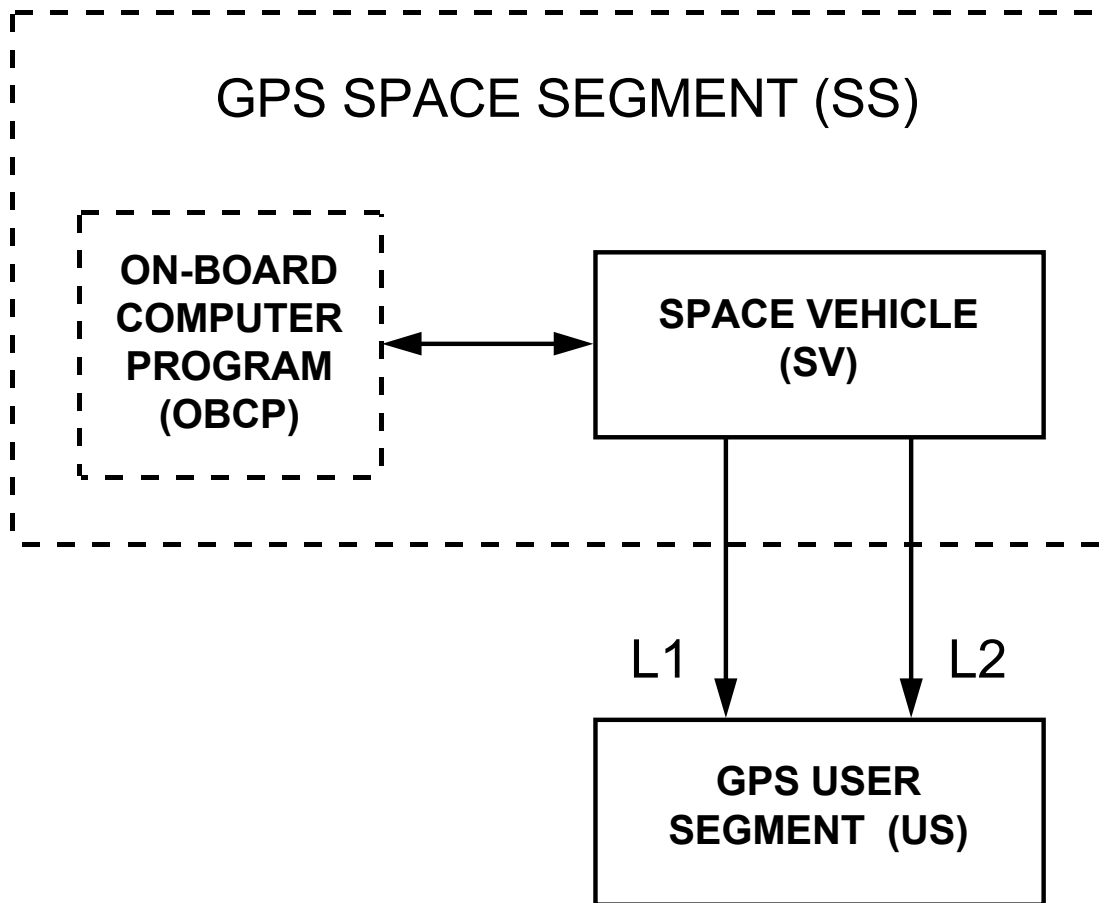 GPS SPACE SEGMENT (SS)
ON-BOARD
COMPUTER
PROGRAM
(OBCP)
SPACE VEHICLE
(SV)
L1
L2
GPS USER
SEGMENT (US)